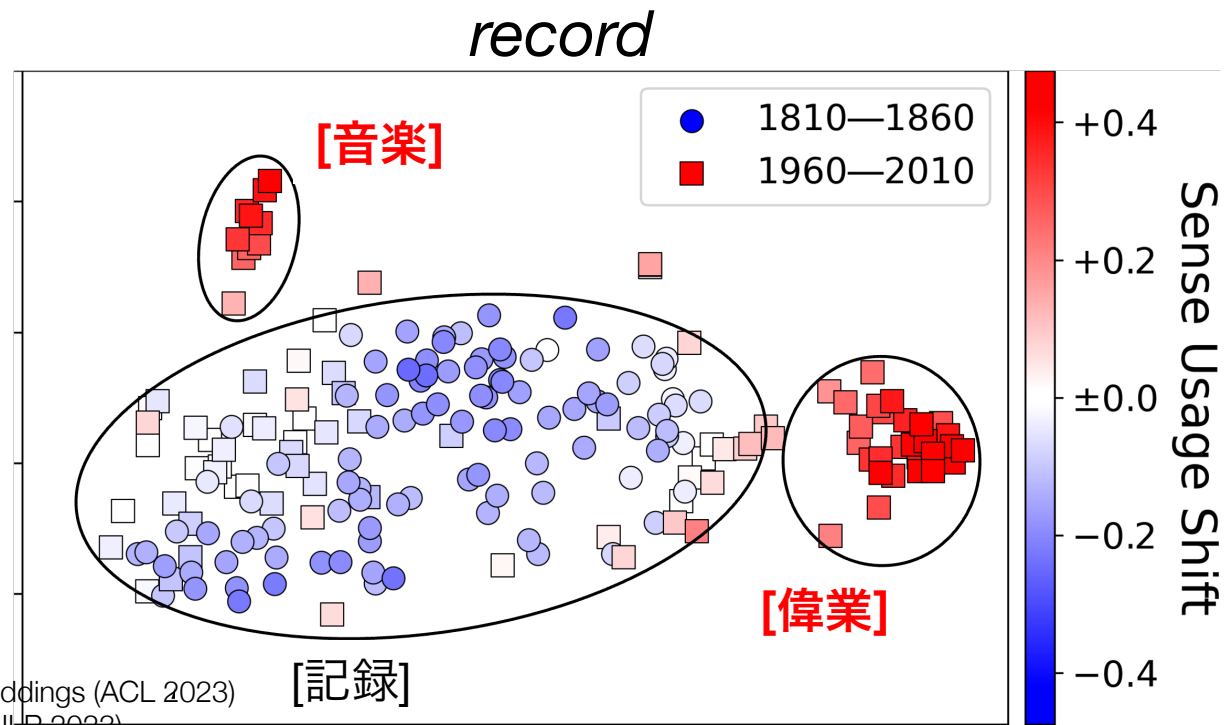 record
[音楽]
1810—1860
1960—2010
+0.4
+0.2
±0.0
−0.2
−0.4
Sense Usage Shift
[偉業]
[記録]
ddings (ACL 2023)